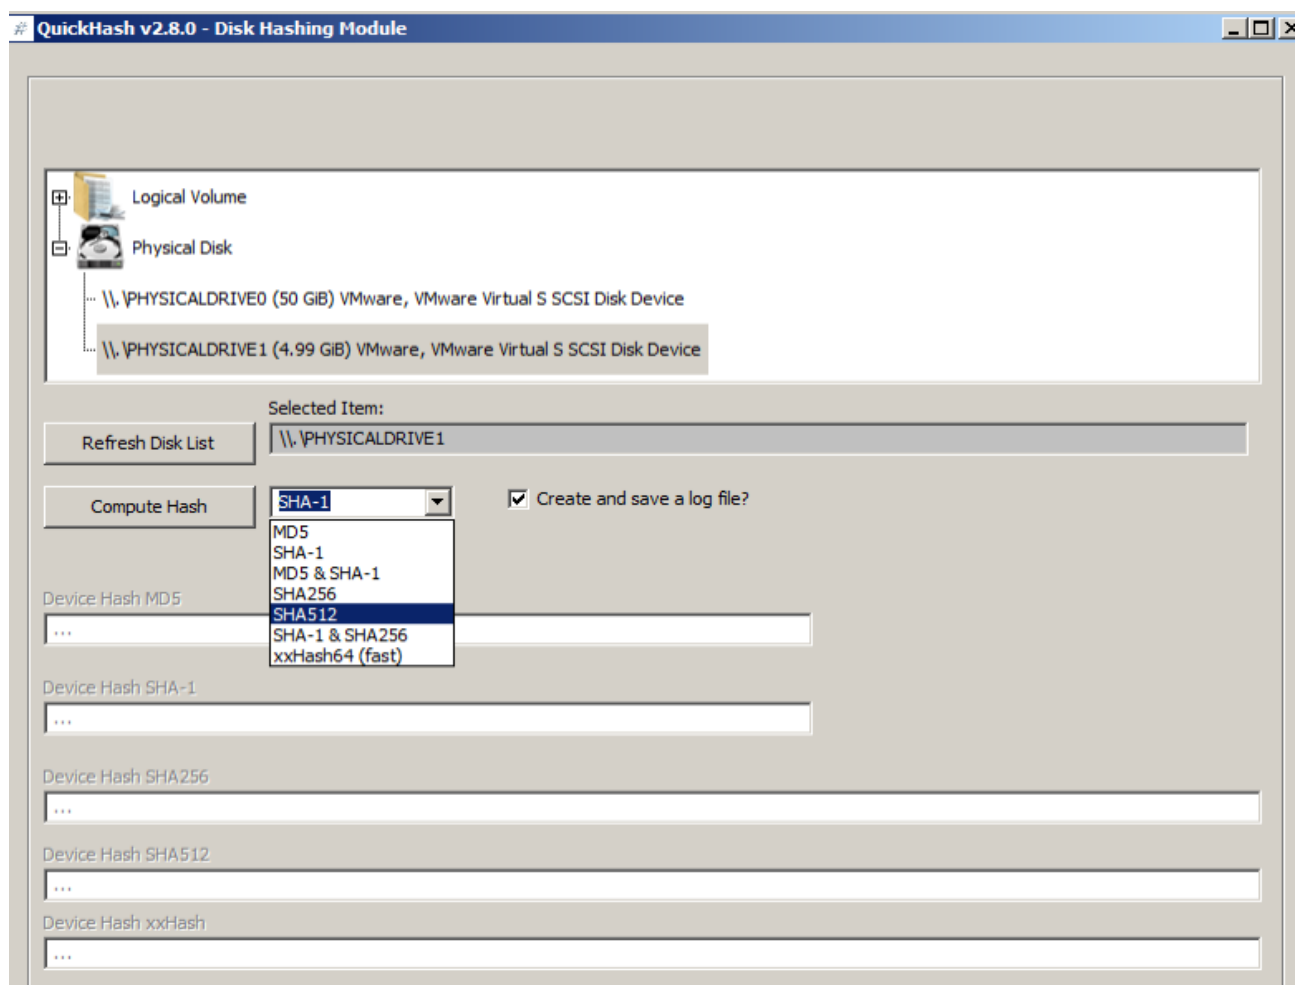 # QuickHash v2.8.0 - Disk Hashing Module
Logical Volume
Physical Disk
\\.\PHYSICALDRIVE0 (50 GiB) VMware, VMware Virtual S SCSI Disk Device
\\.\PHYSICALDRIVE1 (4.99 GiB) VMware, VMware Virtual S SCSI Disk Device
Selected Item:
Refresh Disk List
\\.\PHYSICALDRIVE1
Compute Hash
SHA-1
Create and save a log file?
MD5
SHA-1
MD5 & SHA-1
SHA256
SHA512
SHA-1 & SHA256
xxHash64 (fast)
Device Hash MD5
...
Device Hash SHA-1
...
Device Hash SHA256
...
Device Hash SHA512
...
Device Hash xxHash
...